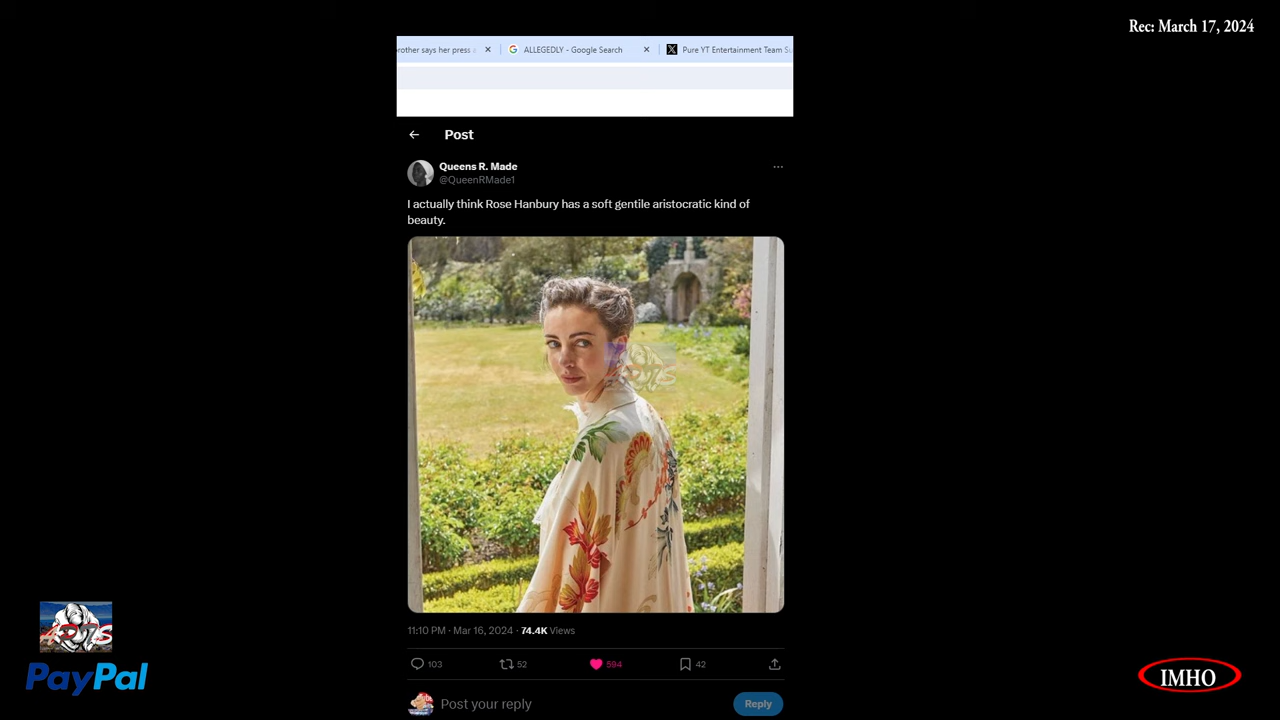 Rec: March 17, 2024
rother says her press
ALLEGEDLY - Google Search
Pure YT Entertainment Team Su
Post
Queens R. Made
@QueenRMade1
I actually think Rose Hanbury has a soft gentile aristocratic kind of
beauty.
11:10 PM · Mar 16, 2024 · 74.4K Views
103
52
594
42
Post your reply
Reply
PayPal
IMHO